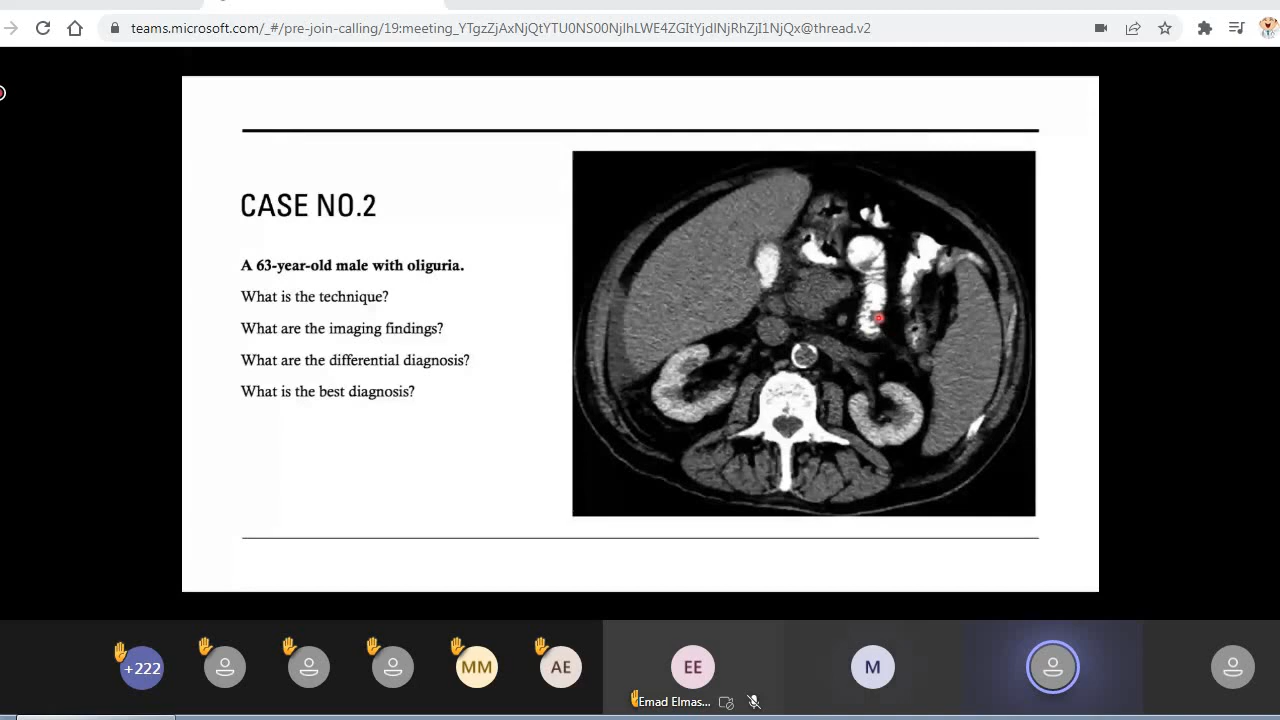 teams.microsoft.com/_#/pre-join-calling/19:meeting_YTgzZjAxNjQtYTU0NS00NjlhLWE4ZGItYjdlNjRhZjI1NjQx@thread.v2
CASE NO.2
A 63-year-old male with oliguria.
What is the technique?
What are the imaging findings?
What are the differential diagnosis?
What is the best diagnosis?
+222
MM
AE
EE
M
Emad Elmas...